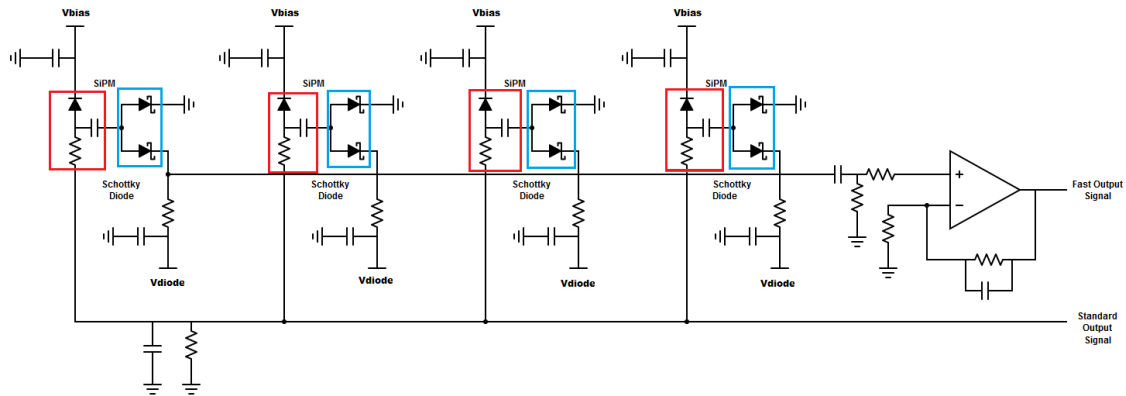 Vbias
Vbias
Vbias
Vbias
SiPM
SiPM
SiPM
SiPM
Schottky
Diode
Schottky
Diode
Schottky
Diode
Schottky
Diode
+
−
Fast Output
Signal
Vdiode
Vdiode
Vdiode
Vdiode
Standard
Output
Signal